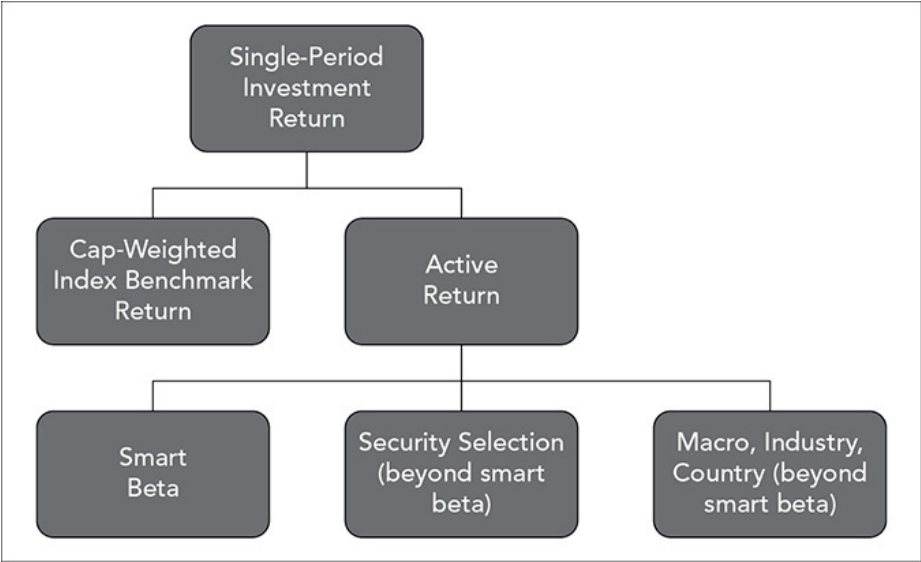 Single-Period
Investment
Return
Cap-Weighted
Index Benchmark
Return
Active
Return
Smart
Beta
Security Selection
(beyond smart
beta)
Macro, Industry,
Country (beyond
smart beta)